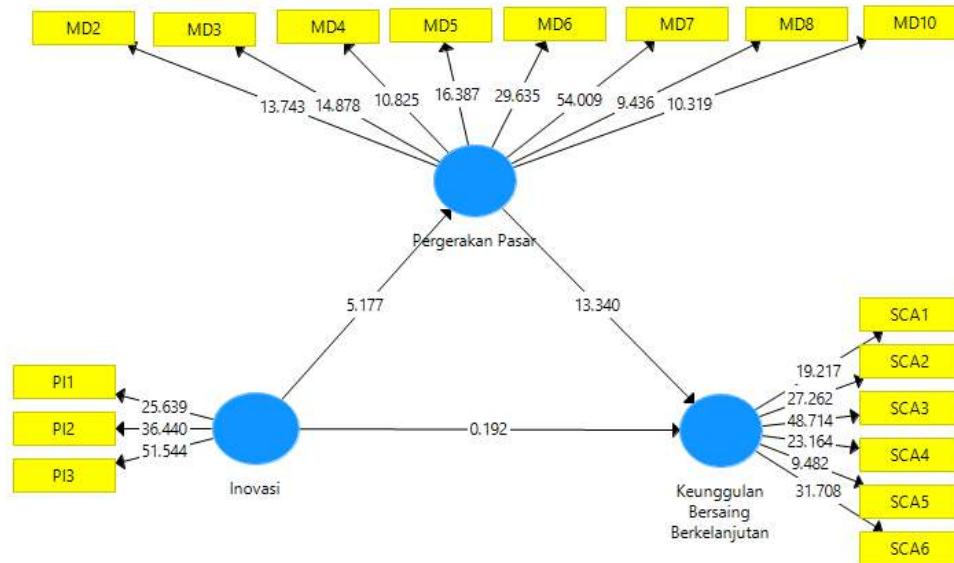 MD2
MD3
MD4
MD5
MD6
MD7
MD8
MD10
13.743
14.878
10.825
16.387
29.635
54.009
9.436
10.319
Pergerakan Pasar
5.177
13.340
PI1
PI2
PI3
25.639
36.440
51.544
Inovasi
0.192
Keunggulan
Bersaing
Berkelanjutan
19.217
27.262
48.714
23.164
9.482
31.708
SCA1
SCA2
SCA3
SCA4
SCA5
SCA6